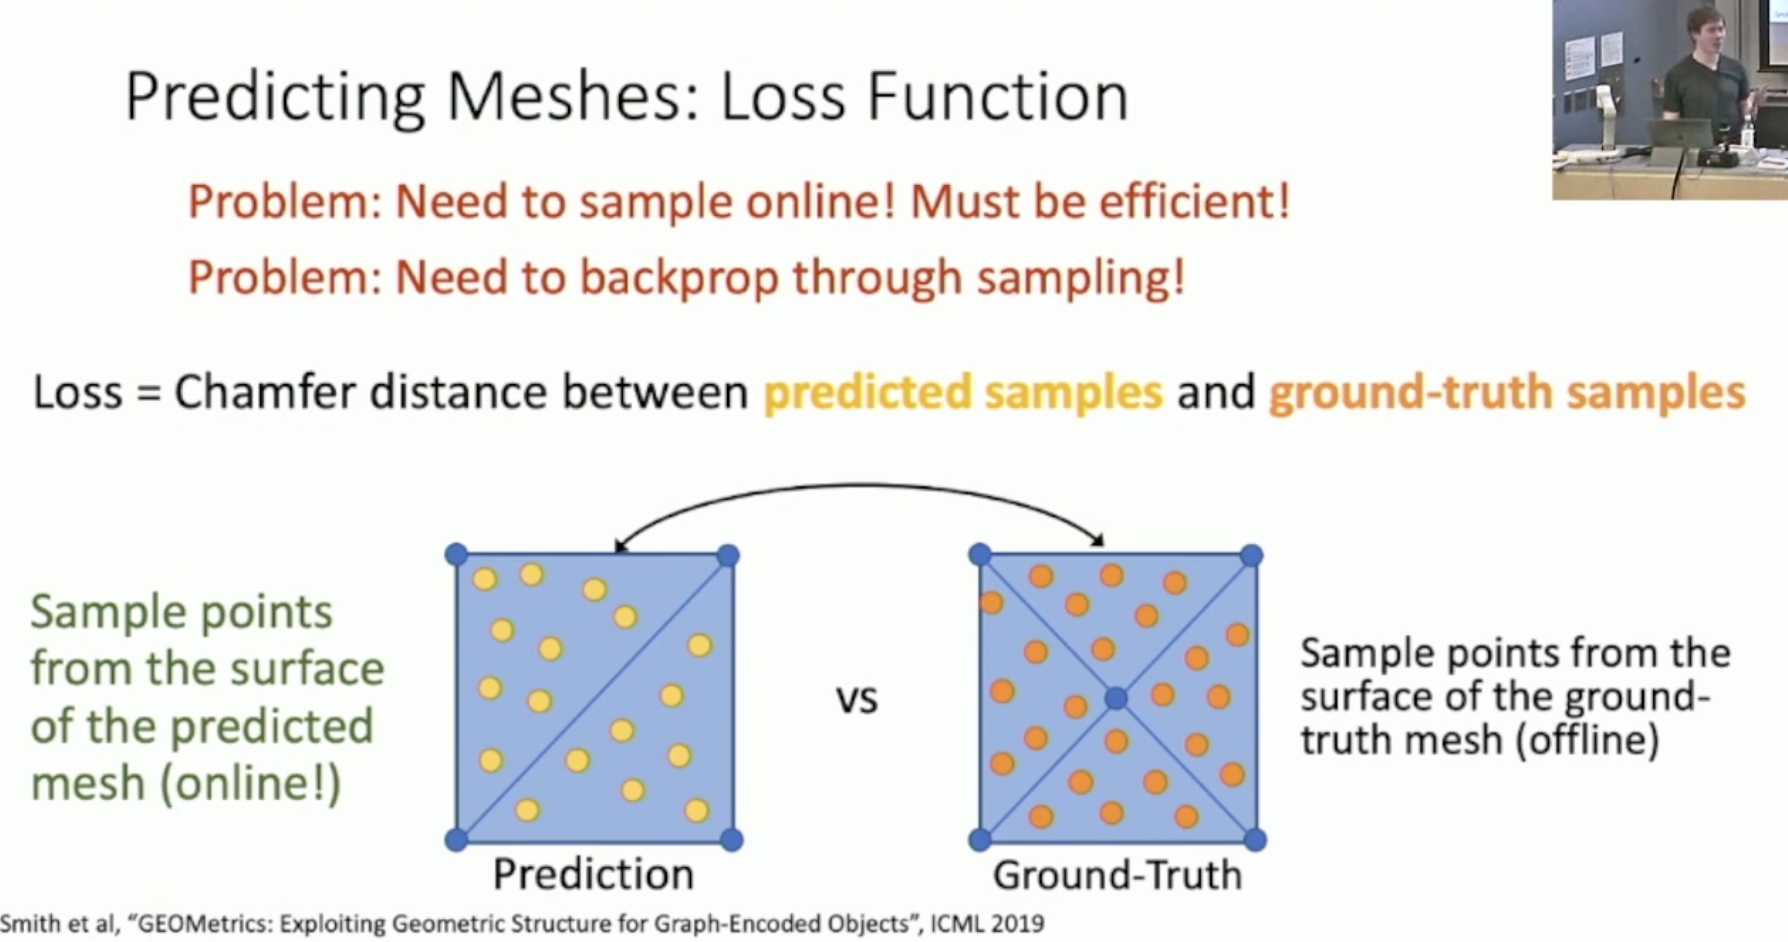 Predicting Meshes: Loss Function
Problem: Need to sample online! Must be efficient!
Problem: Need to backprop through sampling!
Loss = Chamfer distance between predicted samples and ground-truth samples
Sample points
from the surface
of the predicted
mesh (online!)
vs
Sample points from the
surface of the ground-
truth mesh (offline)
Prediction
Ground-Truth
Smith et al, “GEOMetrics: Exploiting Geometric Structure for Graph-Encoded Objects”, ICML 2019